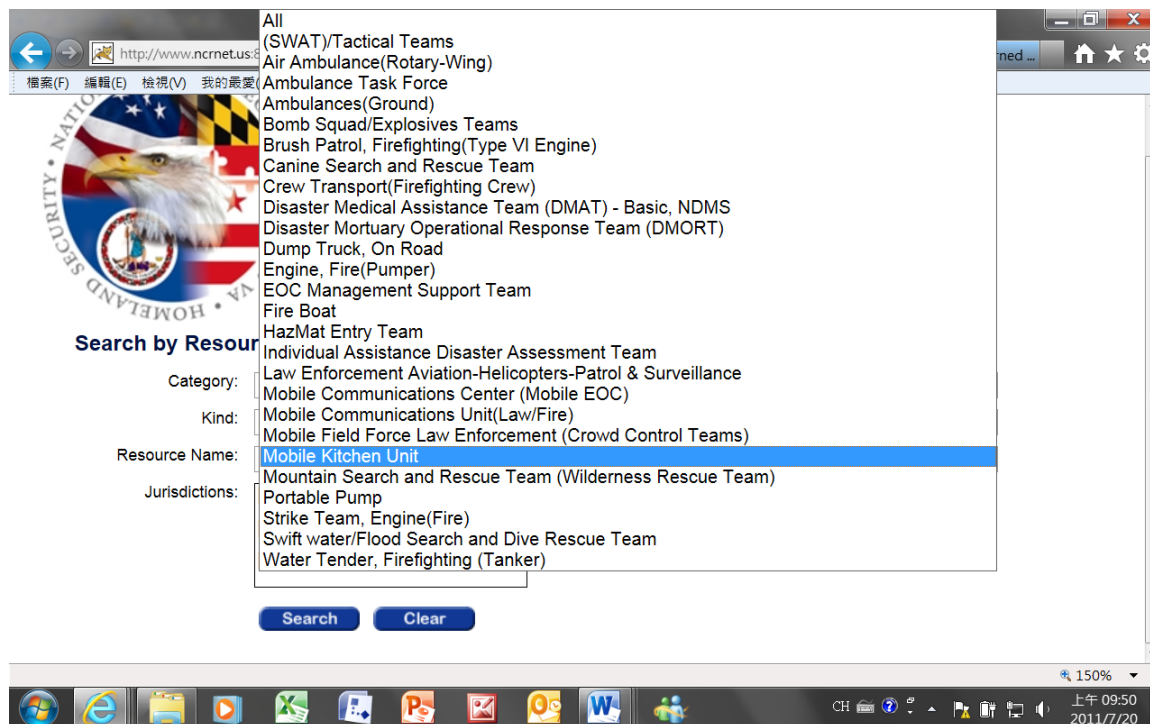 All
(SWAT)/Tactical Teams
Air Ambulance(Rotary-Wing)
Ambulance Task Force
Ambulances(Ground)
Bomb Squad/Explosives Teams
Brush Patrol, Firefighting(Type VI Engine)
Canine Search and Rescue Team
Crew Transport(Firefighting Crew)
Disaster Medical Assistance Team (DMAT) - Basic, NDMS
Disaster Mortuary Operational Response Team (DMORT)
Dump Truck, On Road
Engine, Fire(Pumper)
EOC Management Support Team
Fire Boat
HazMat Entry Team
Individual Assistance Disaster Assessment Team
Law Enforcement Aviation-Helicopters-Patrol & Surveillance
Mobile Communications Center (Mobile EOC)
Mobile Communications Unit(Law/Fire)
Mobile Field Force Law Enforcement (Crowd Control Teams)
Mobile Kitchen Unit
Mountain Search and Rescue Team (Wilderness Rescue Team)
Portable Pump
Strike Team, Engine(Fire)
Swift water/Flood Search and Dive Rescue Team
Water Tender, Firefighting (Tanker)
http://www.ncrnet.us:8
rned ...
檔案(F) 編輯(E) 檢視(V) 我的最愛(
HOMELAND SECURITY • NATI
VA •
Search by Resour
Category:
Kind:
Resource Name:
Jurisdictions:
Search Clear
150%
CH
上午 09:50
2011/7/20